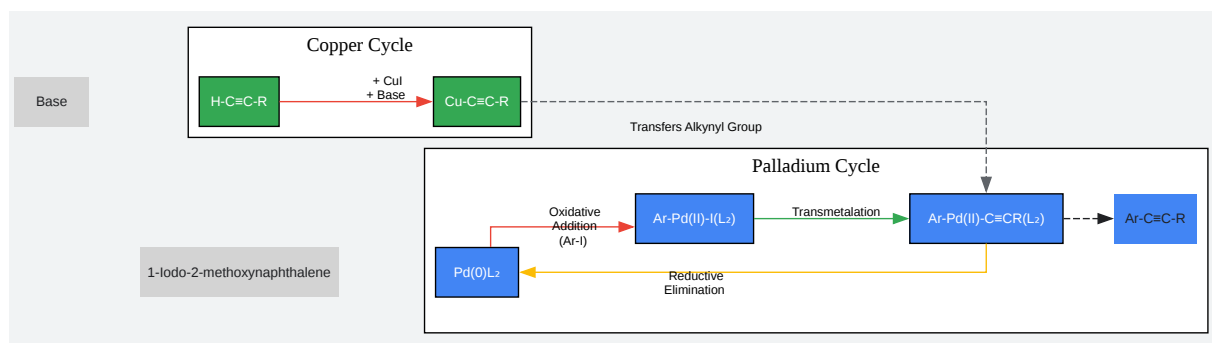 Copper Cycle
Base
H-C≡C-R
+ CuI
+ Base
Cu-C≡C-R
Transfers Alkynyl Group
Palladium Cycle
Oxidative
Addition
(Ar-I)
Ar-Pd(II)-I(L₂)
Transmetalation
Ar-Pd(II)-C≡CR(L₂)
Ar-C≡C-R
1-Iodo-2-methoxynaphthalene
Pd(0)L₂
Reductive
Elimination